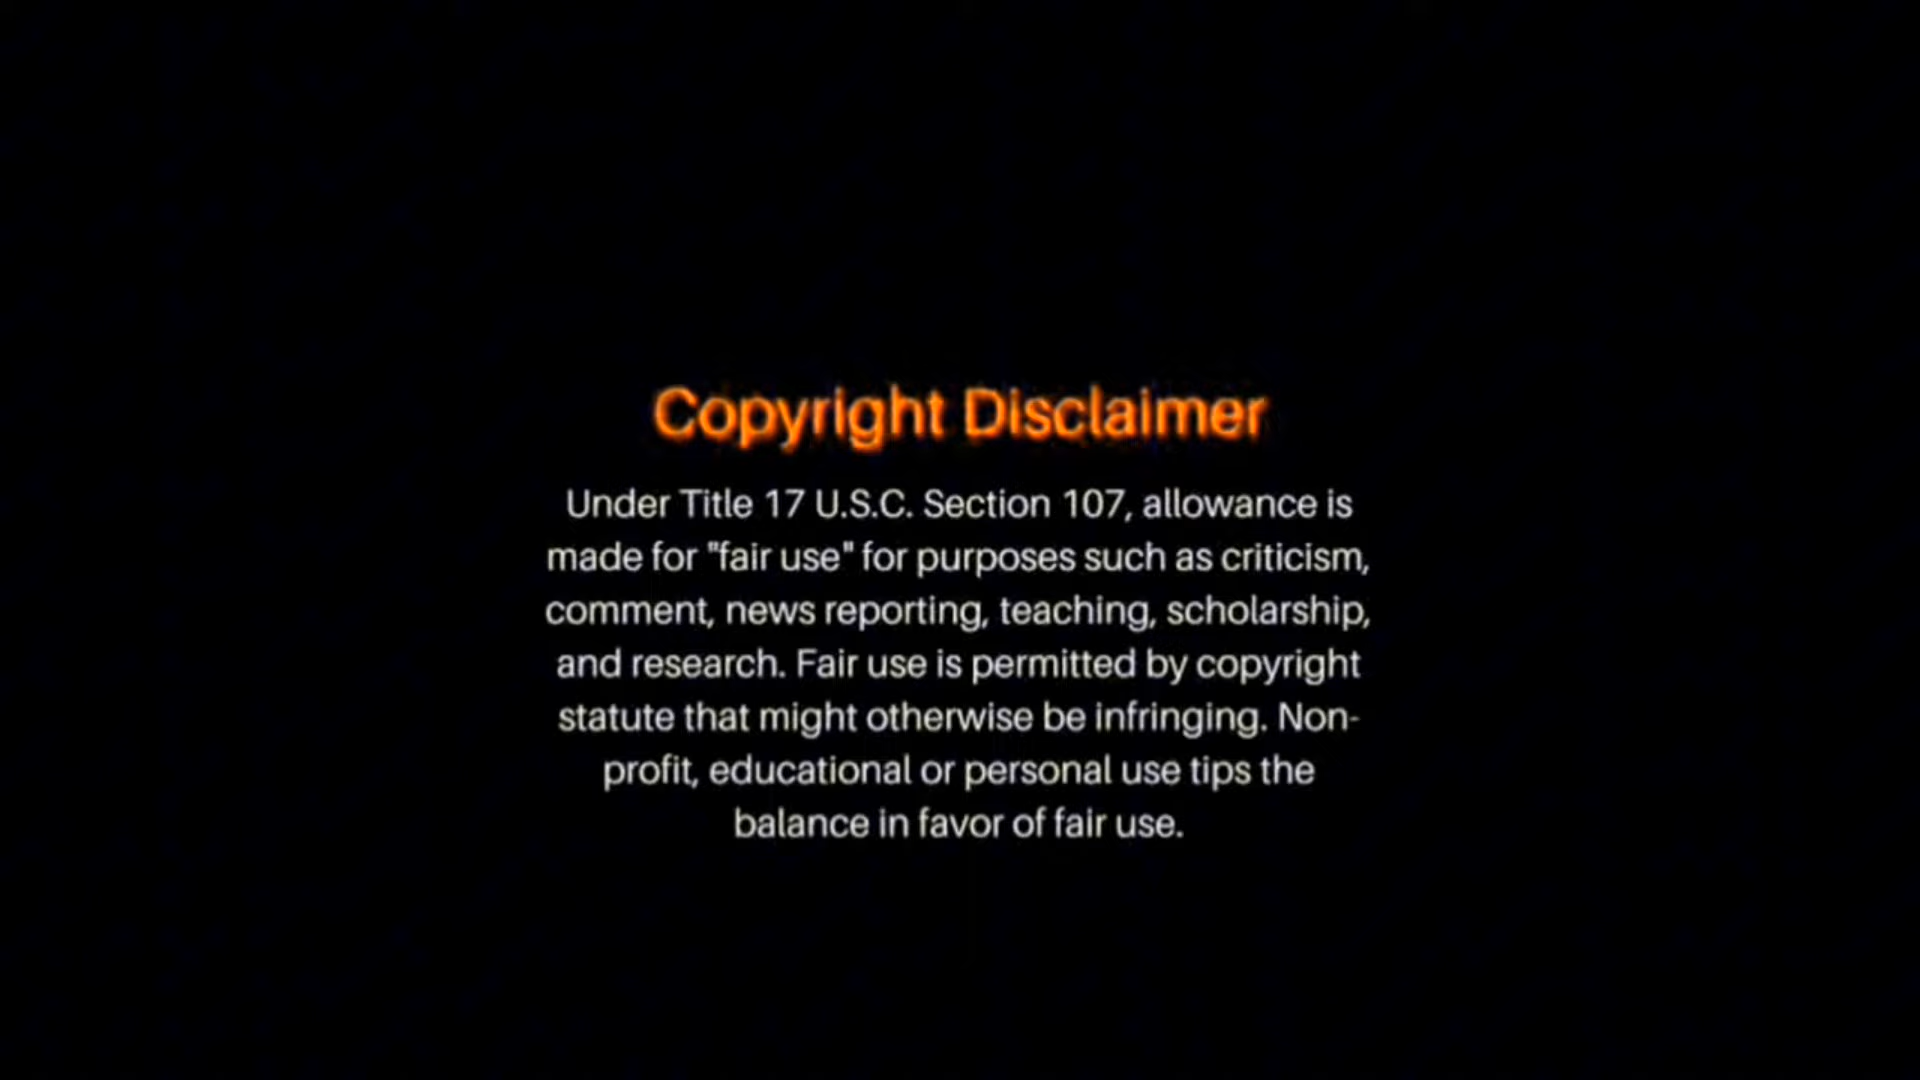 Copyright Disclaimer
Under Title 17 U.S.C. Section 107, allowance is
made for "fair use" for purposes such as criticism,
comment, news reporting, teaching, scholarship,
and research. Fair use is permitted by copyright
statute that might otherwise be infringing. Non-
profit, educational or personal use tips the
balance in favor of fair use.